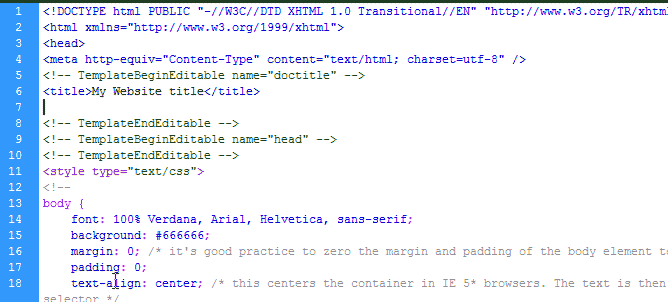 1 <!DOCTYPE html PUBLIC "-//W3C//DTD XHTML 1.0 Transitional//EN" "http://www.w3.org/TR/xhtml
2 <html xmlns="http://www.w3.org/1999/xhtml">
3 <head>
4 <meta http-equiv="Content-Type" content="text/html; charset=utf-8" />
5 <!-- TemplateBeginEditable name="doctitle" -->
6 <title>My Website title</title>
7
8 <!-- TemplateEndEditable -->
9 <!-- TemplateBeginEditable name="head" -->
10 <!-- TemplateEndEditable -->
11 <style type="text/css">
12 <!--
13 body {
14 font: 100% Verdana, Arial, Helvetica, sans-serif;
15 background: #666666;
16 margin: 0; /* it's good practice to zero the margin and padding of the body element to
17 padding: 0;
18 text-align: center; /* this centers the container in IE 5* browsers. The text is then
selector */